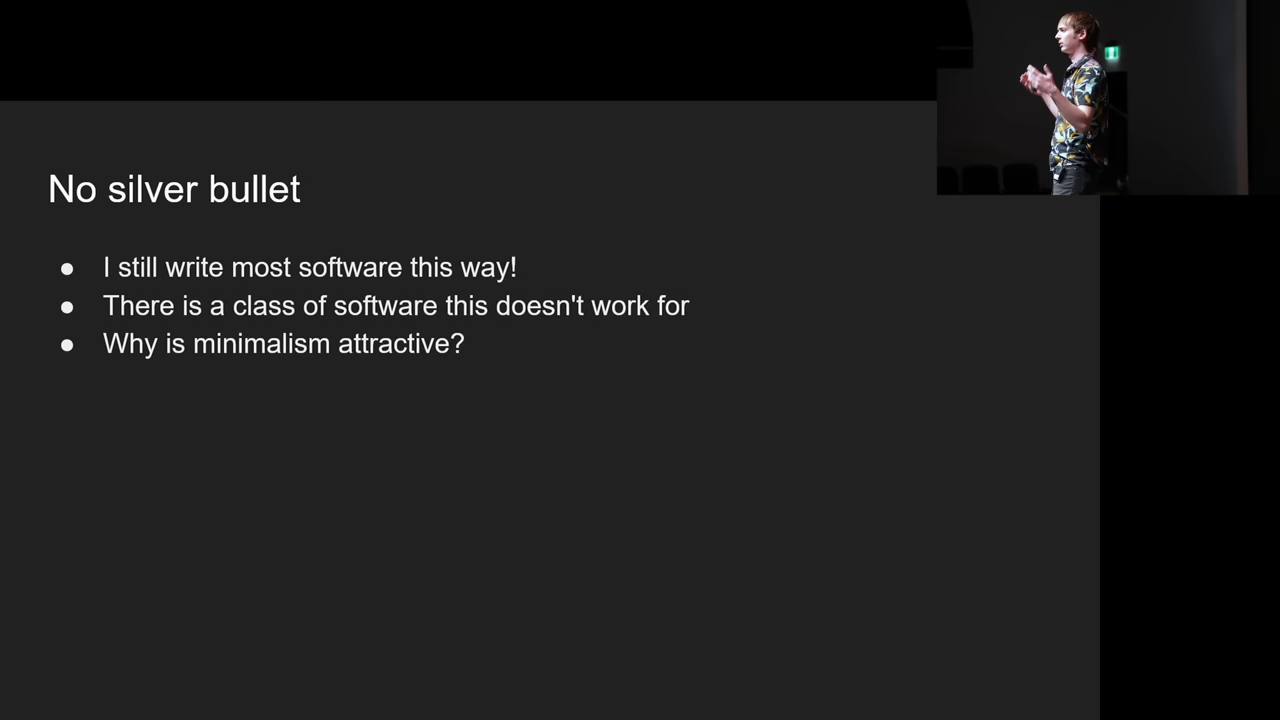 No silver bullet
● I still write most software this way!
● There is a class of software this doesn't work for
● Why is minimalism attractive?